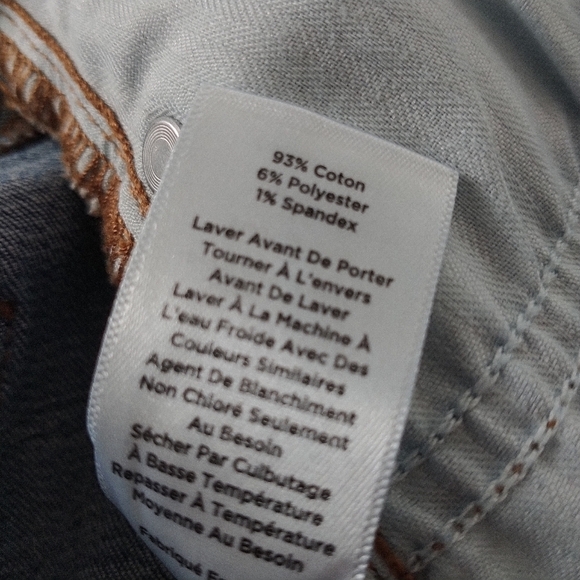 93% Coton
6% Polyester
1% Spandex
Laver Avant De Porter
Tourner À L'envers
Avant De Laver
Laver À La Machine À
L'eau Froide Avec Des
Couleurs Similaires
Agent De Blanchiment
Non Chloré Seulement
Au Besoin
Sécher Par Culbutage
À Basse Température
Repasser À Température
Moyenne Au Besoin
Fabriqué